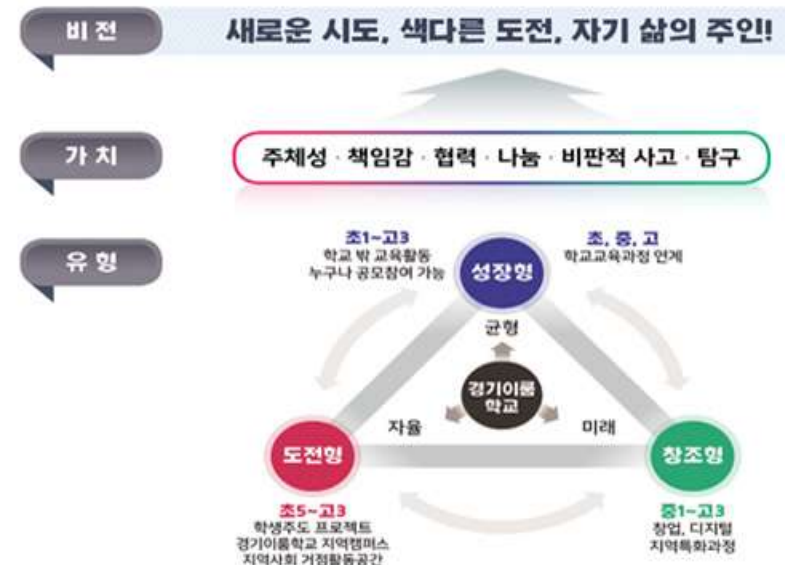 비 전
새로운 시도, 색다른 도전, 자기 삶의 주인!
가 치
주체성 · 책임감 · 협력 · 나눔 · 비판적 사고 · 탐구
유 형
초1~고3
학교 밖 교육활동
누구나 공모참여 가능
성장형
초, 중, 고
학교교육과정 연계
균형
경기이룸
학교
자율
미래
도전형
창조형
초5~고3
학생주도 프로젝트
경기이룸학교 지역캠퍼스
지역사회 거점활동공간
중1~고3
창업, 디지털
지역특화과정